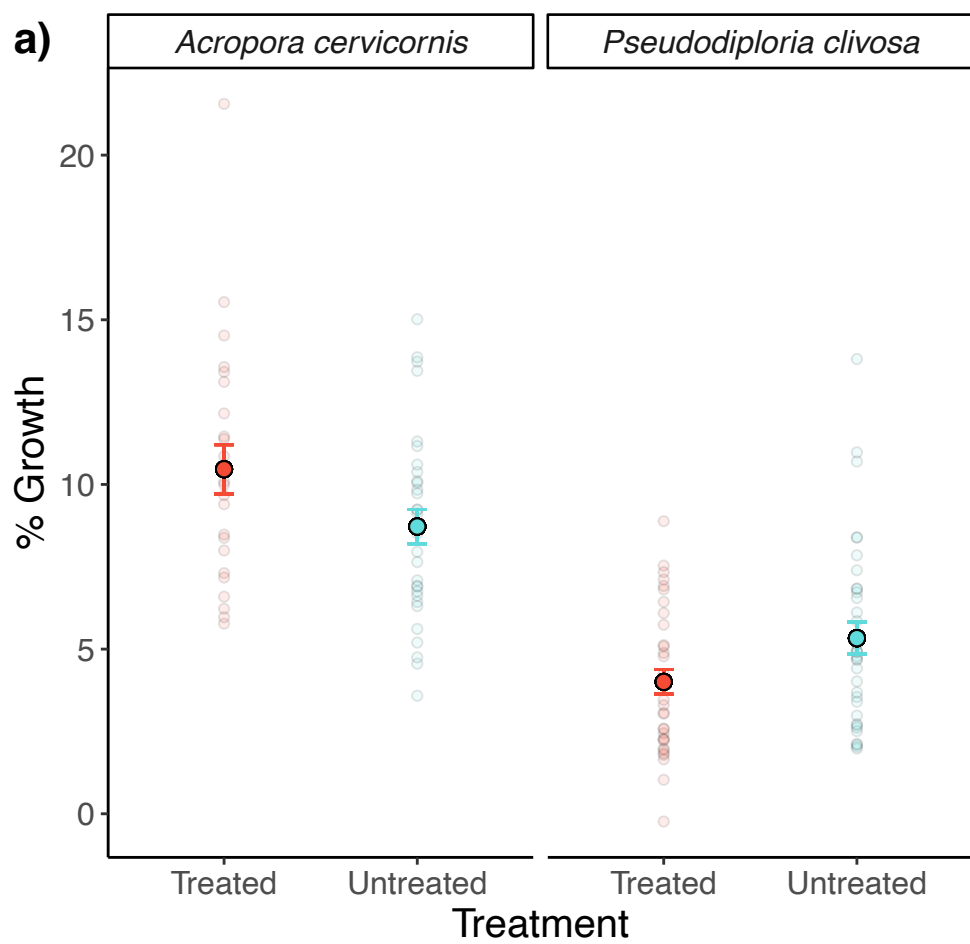 a)
Acropora cervicornis
Pseudodiploria clivosa
% Growth
20
15
10
5
0
Treated
Untreated
Treated
Untreated
Treatment